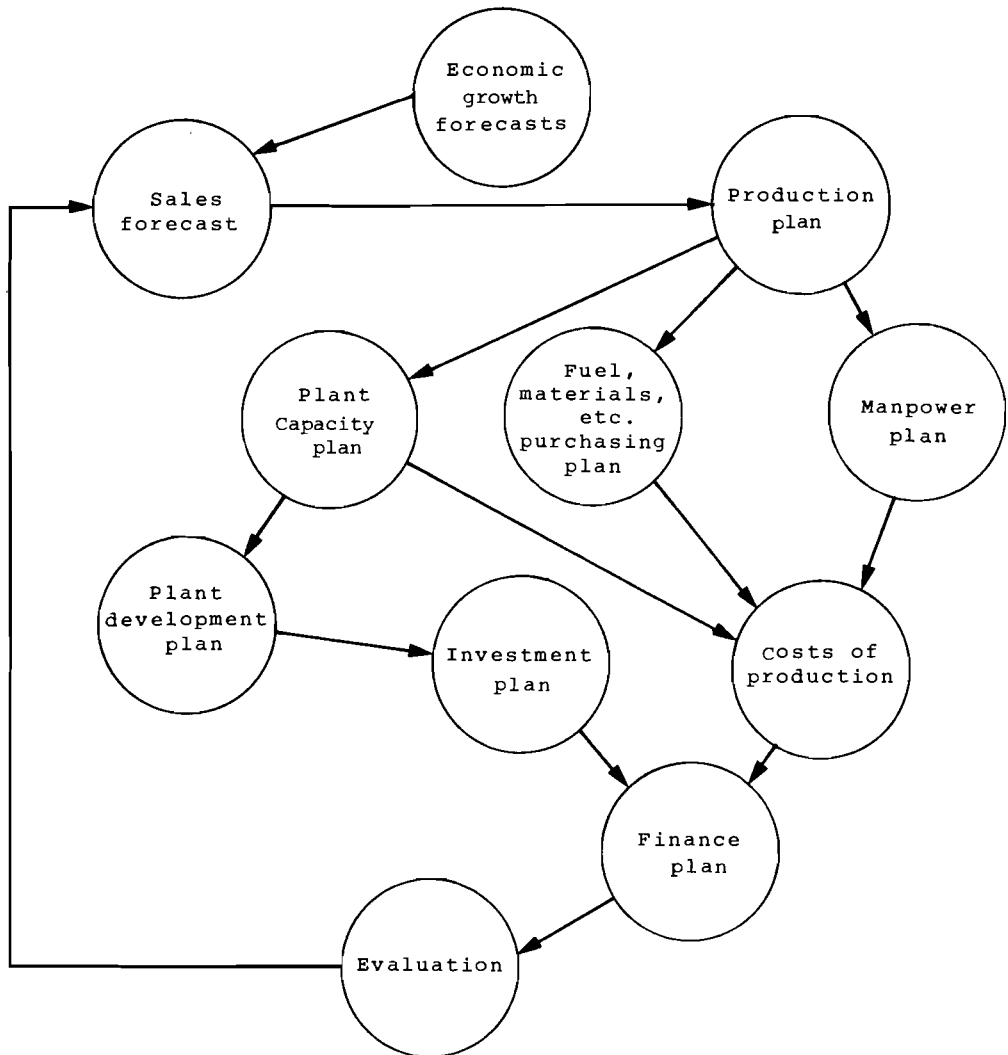 Economic
growth
forecasts
Sales
forecast
Production
plan
Plant
Capacity
plan
Fuel,
materials,
etc.
purchasing
plan
Manpower
plan
Plant
development
plan
Investment
plan
Costs of
production
Finance
plan
Evaluation